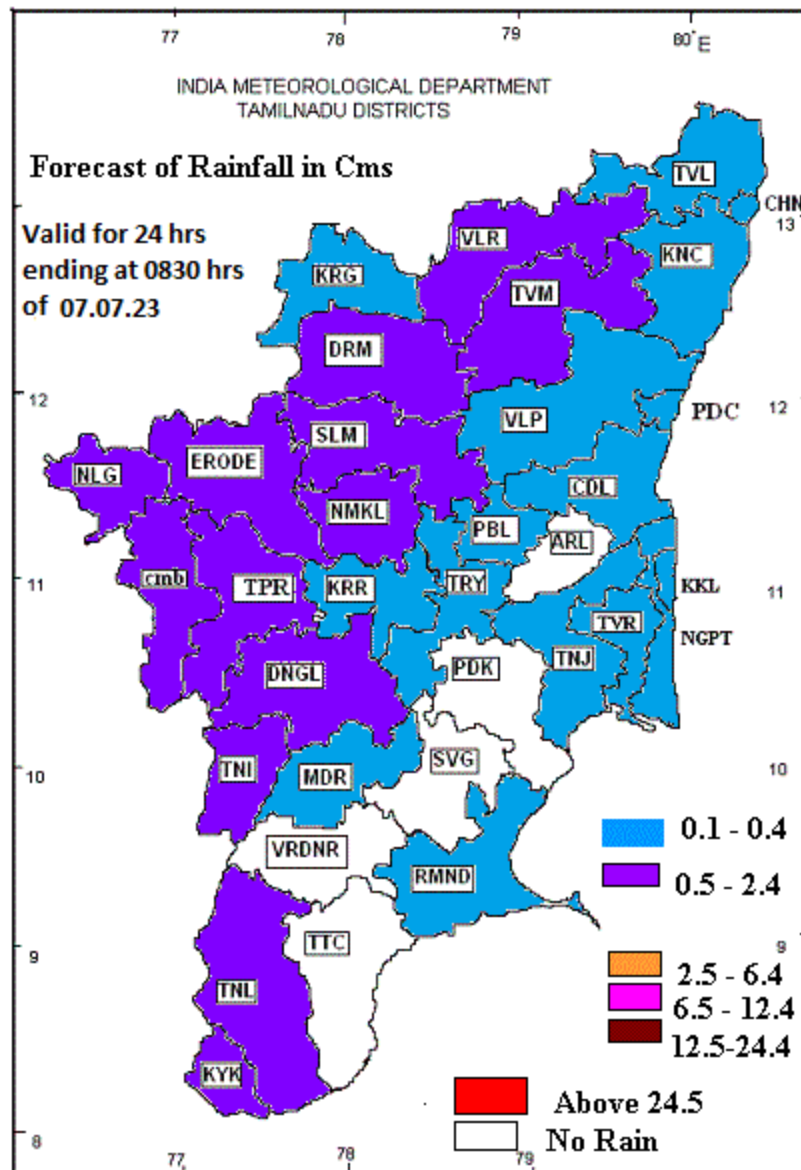 77 78 79 80°E
INDIA METEOROLOGICAL DEPARTMENT
TAMILNADU DISTRICTS
Forecast of Rainfall in Cms
Valid for 24 hrs
ending at 0830 hrs
of 07.07.23
TVL
CHN
13
VLR
KNC
KRG
TVM
DRM
12 12
PDC
VLP
SLM
ERODE
NLG
CDL
NMKL
PBL
ARL
cmb
TPR
KRR
TRY
11 11
KKL
TVR
NGPT
DNGL
PDK
TNJ
10 10
TNI
MDR
SVG
VRDNR
RMND
0.1 - 0.4
0.5 - 2.4
TTC
9 9
TNL
2.5 - 6.4
6.5 - 12.4
12.5-24.4
KYK
Above 24.5
No Rain
8
77 78 79